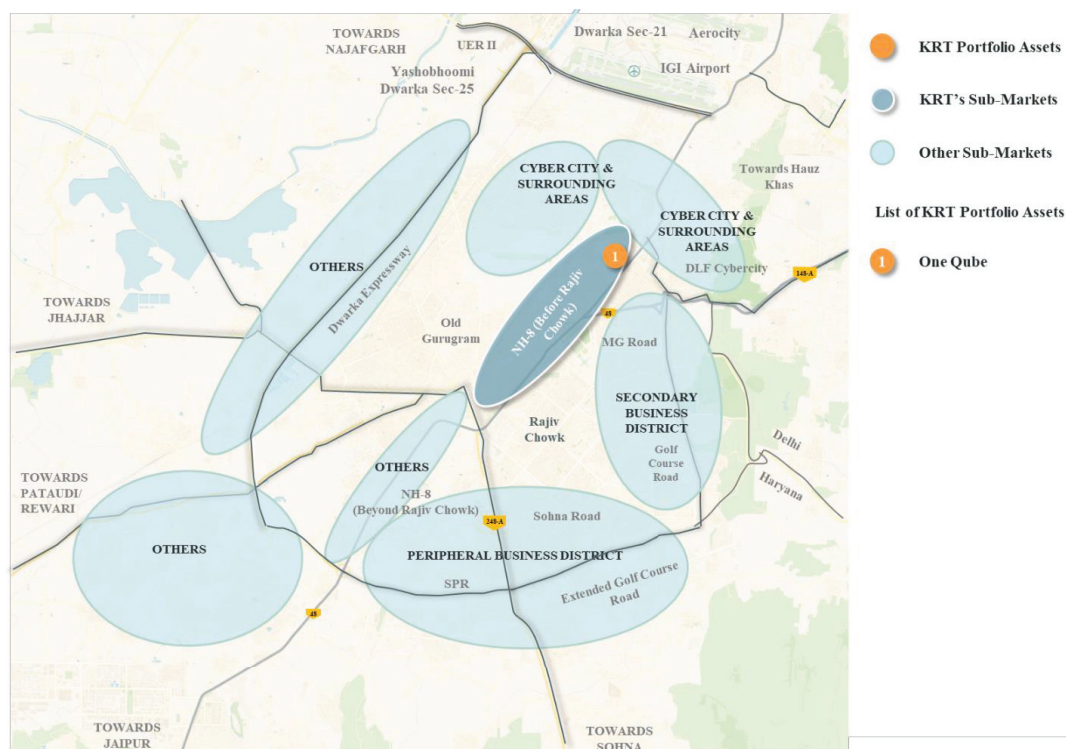 TOWARDS
NAJAFGARH
UER II
Dwarka Sec-21
Aerocity
IGI Airport
Yashobhoomi
Dwarka Sec-25
Towards Hauz
Khas
CYBER CITY &
SURROUNDING
AREAS
CYBER CITY &
SURROUNDING
AREAS
DLF Cybercity
248-A
OTHERS
Dwarka Expressway
1
NH-8 (Before Rajiv
Chowk)
48
TOWARDS
JHAJJAR
Old
Gurugram
MG Road
SECONDARY
BUSINESS
DISTRICT
Golf
Course
Road
Rajiv
Chowk
Delhi
Haryana
TOWARDS
PATAUDI/
REWARI
OTHERS
NH-8
(Beyond Rajiv Chowk)
248-A
Sohna Road
OTHERS
PERIPHERAL BUSINESS DISTRICT
SPR
Extended Golf Course
Road
48
TOWARDS
JAIPUR
TOWARDS
SOHNA
KRT Portfolio Assets
KRT's Sub-Markets
Other Sub-Markets
List of KRT Portfolio Assets
1 One Qube